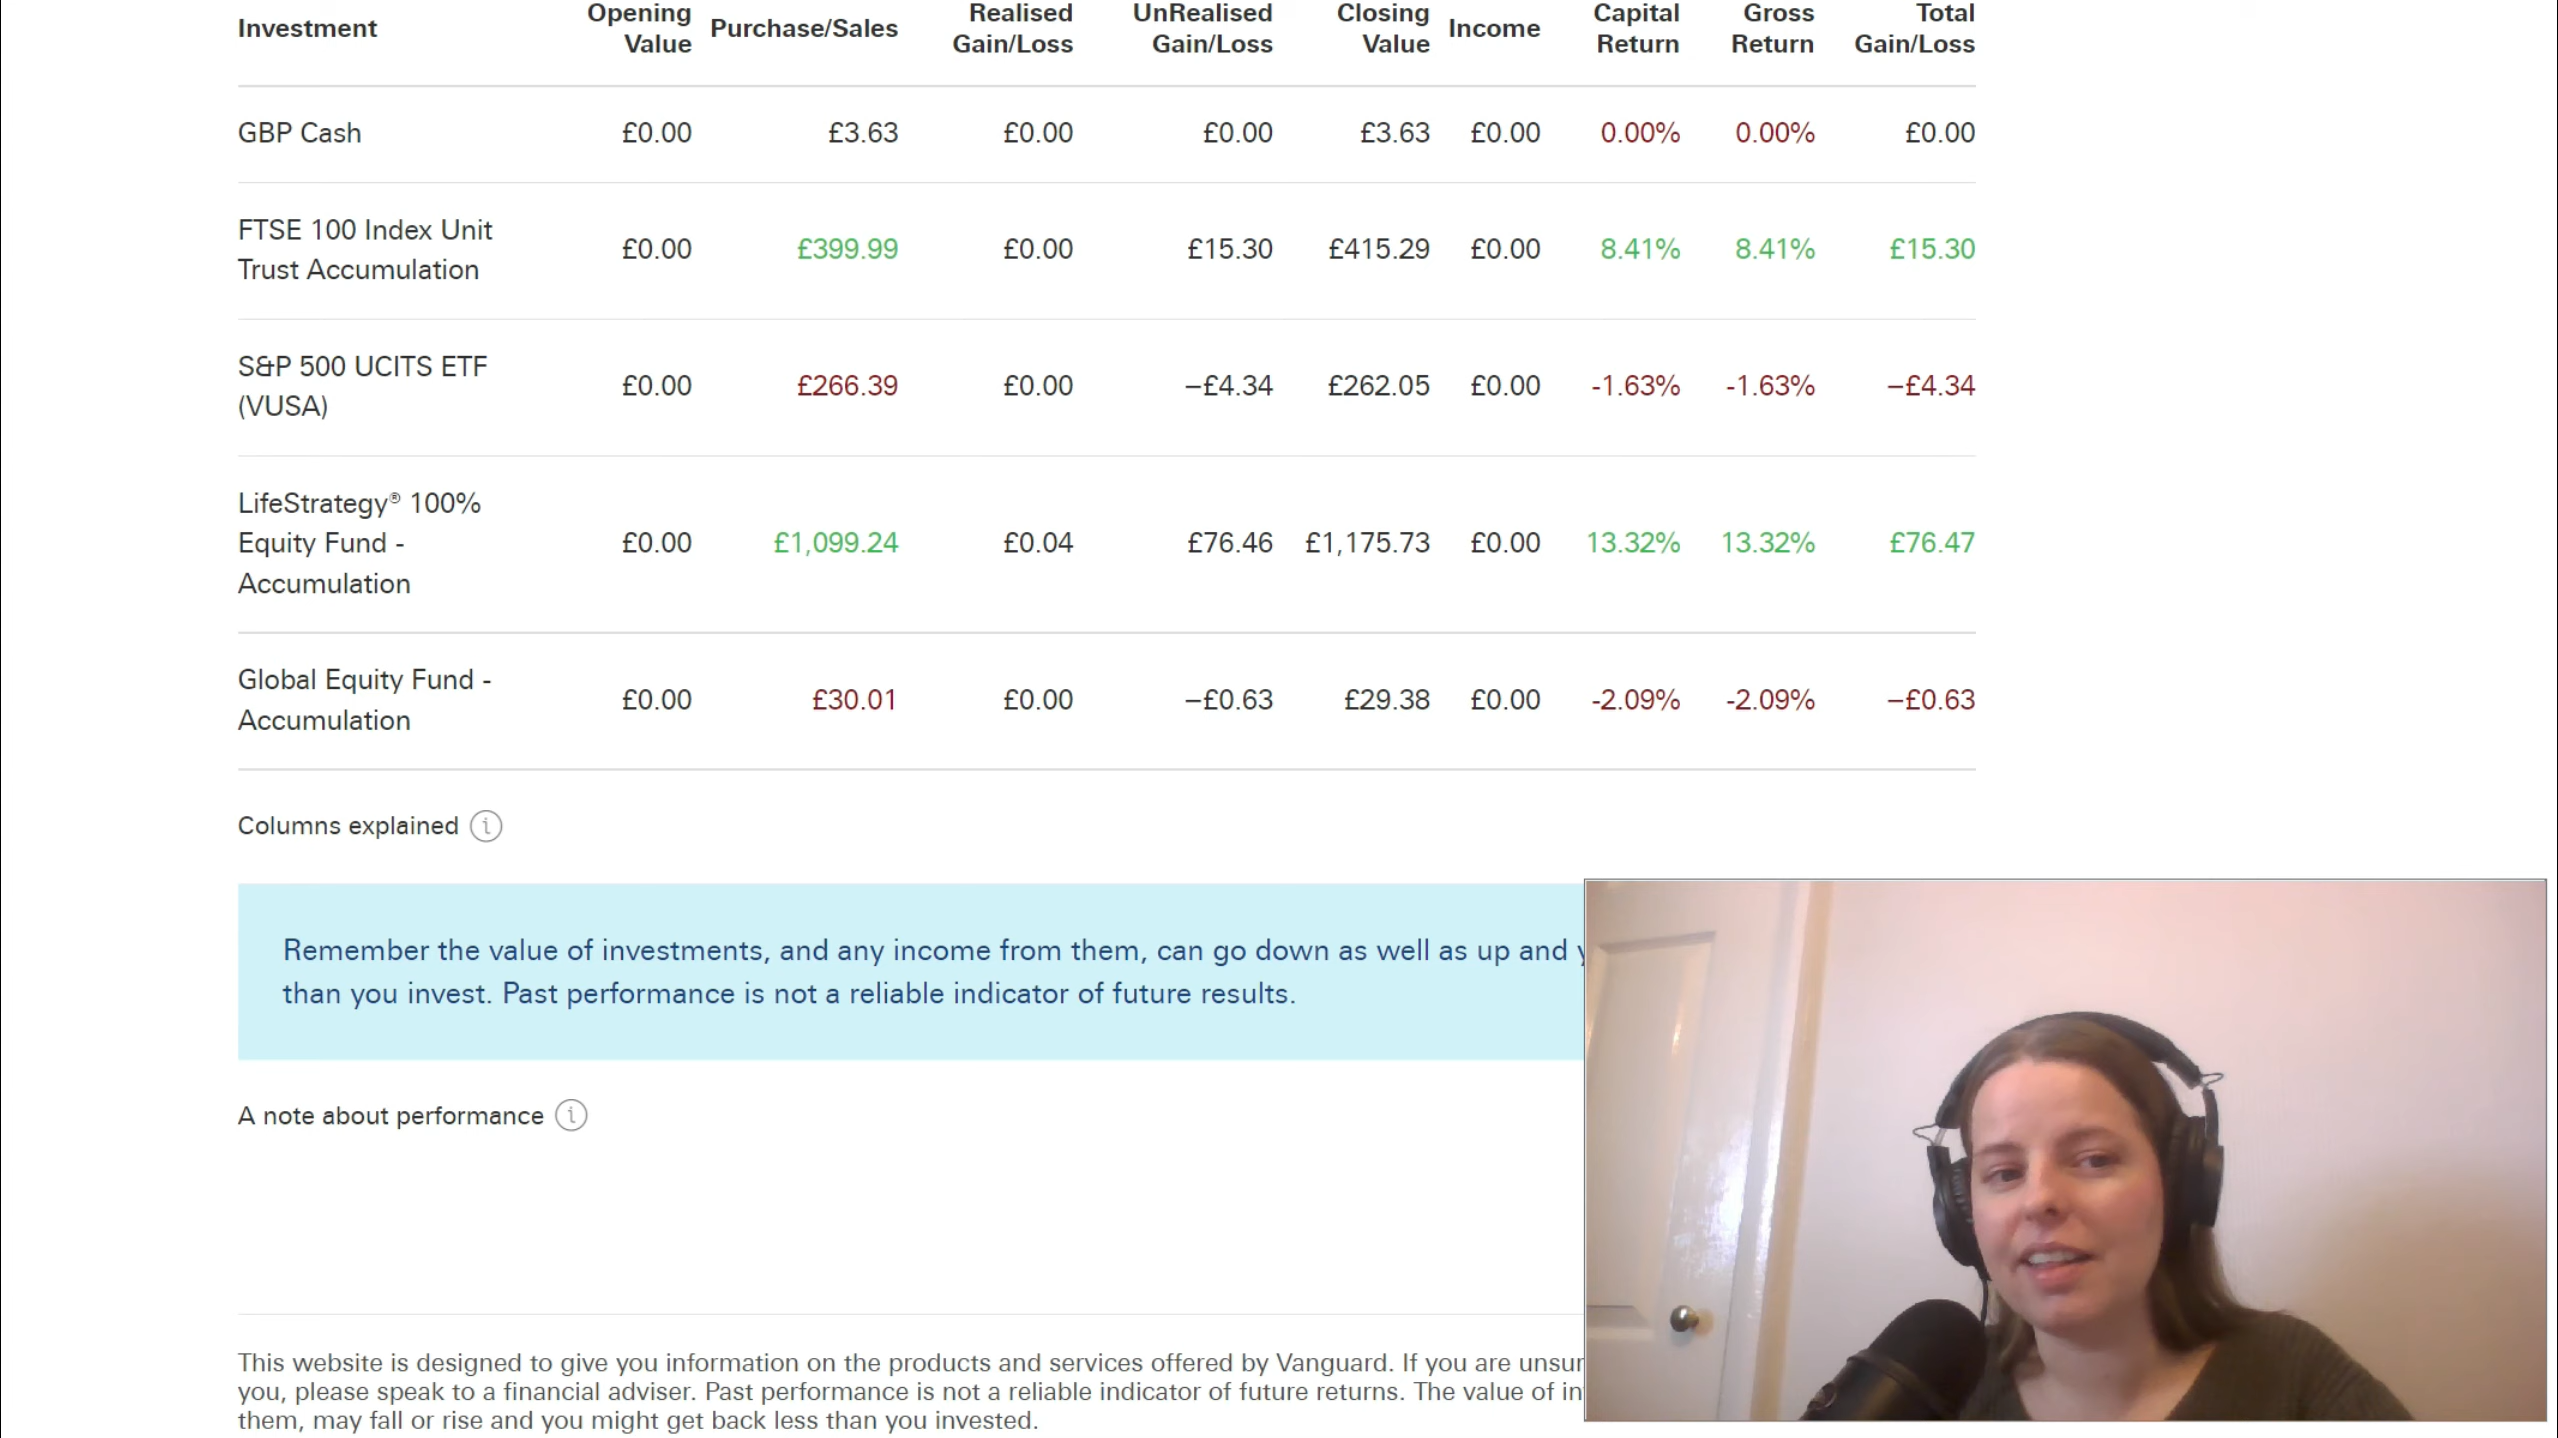 Investment Opening Value Purchase/Sales Realised Gain/Loss UnRealised Gain/Loss Closing Value Income Capital Return Gross Return Total Gain/Loss
GBP Cash £0.00 £3.63 £0.00 £0.00 £3.63 £0.00 0.00% 0.00% £0.00
FTSE 100 Index Unit Trust Accumulation £0.00 £399.99 £0.00 £15.30 £415.29 £0.00 8.41% 8.41% £15.30
S&P 500 UCITS ETF (VUSA) £0.00 £266.39 £0.00 −£4.34 £262.05 £0.00 -1.63% -1.63% −£4.34
LifeStrategy® 100% Equity Fund - Accumulation £0.00 £1,099.24 £0.04 £76.46 £1,175.73 £0.00 13.32% 13.32% £76.47
Global Equity Fund - Accumulation £0.00 £30.01 £0.00 −£0.63 £29.38 £0.00 -2.09% -2.09% −£0.63
Columns explained i
Remember the value of investments, and any income from them, can go down as well as up and
than you invest. Past performance is not a reliable indicator of future results.
A note about performance i
This website is designed to give you information on the products and services offered by Vanguard. If you are
you, please speak to a financial adviser. Past performance is not a reliable indicator of future returns. The value of
them, may fall or rise and you might get back less than you invested.